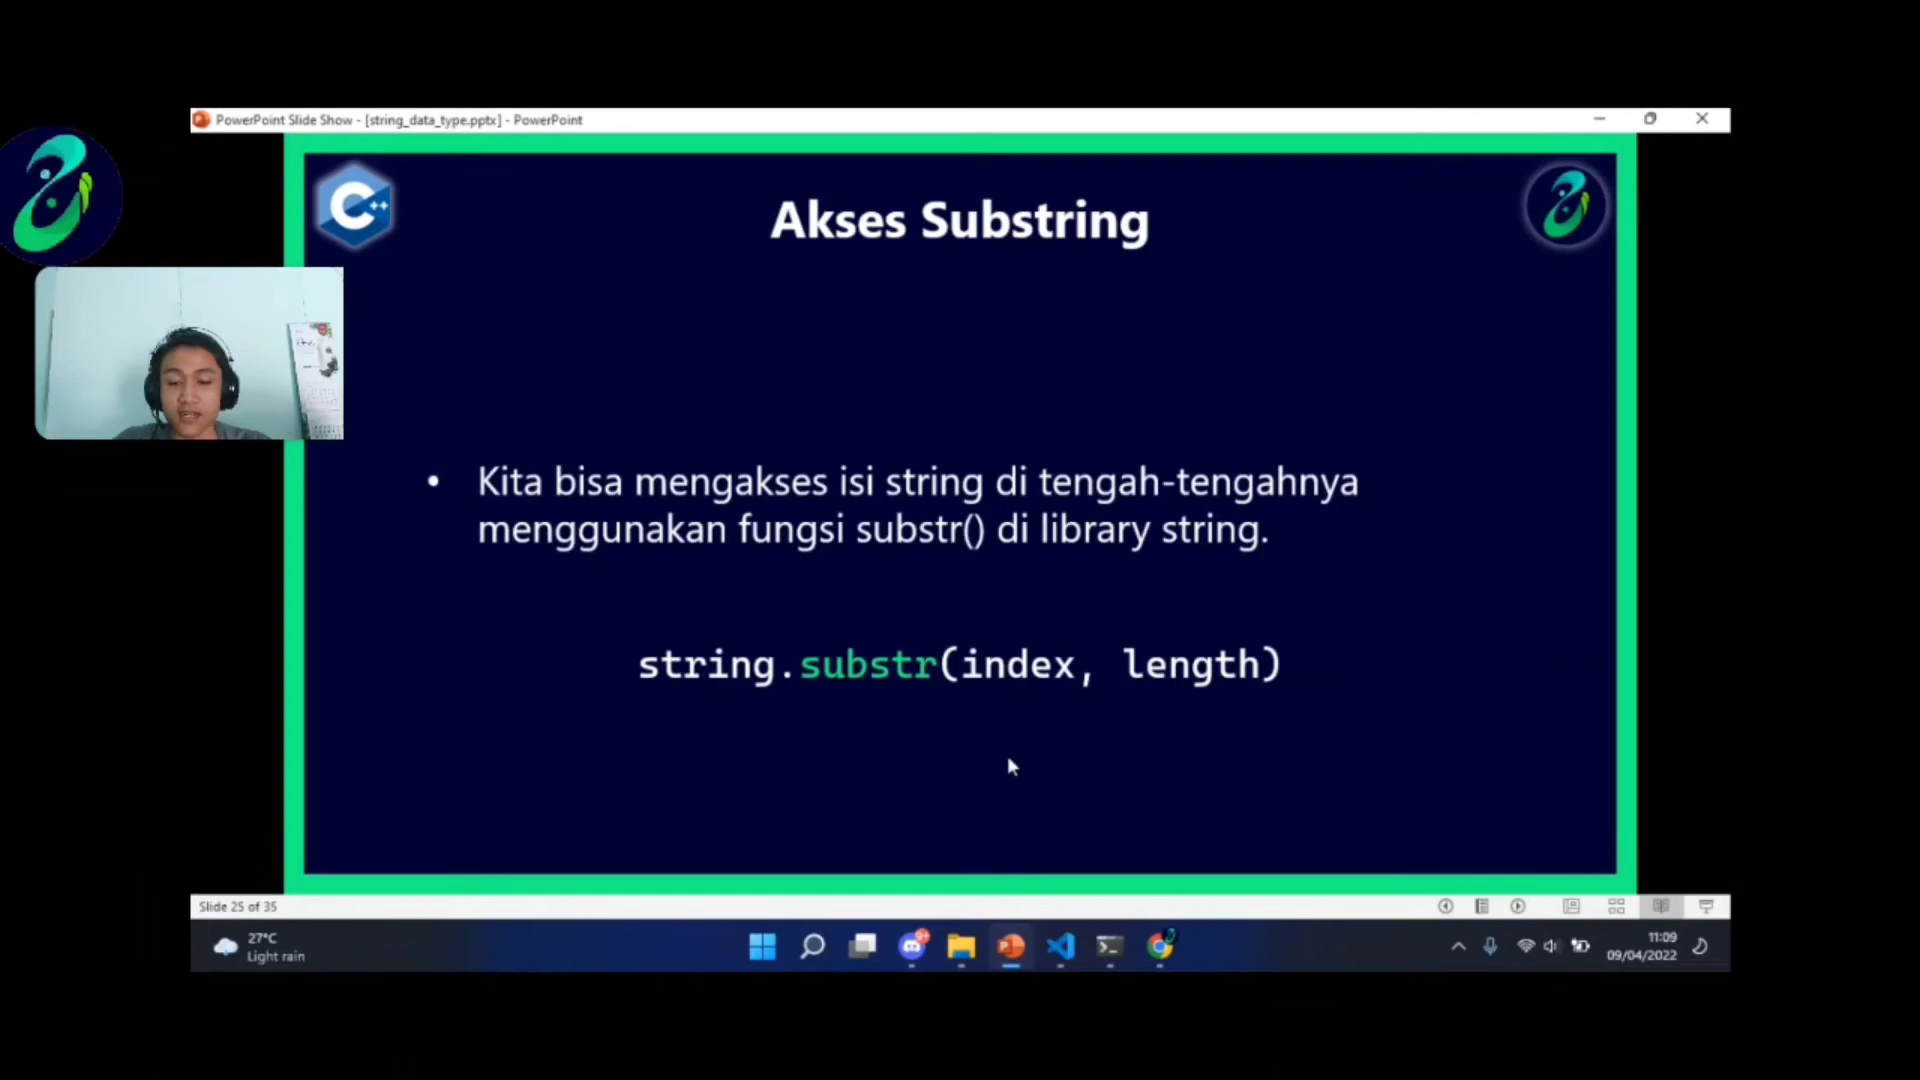 PowerPoint Slide Show - [string_data_type.pptx] - PowerPoint
C++
Akses Substring
• Kita bisa mengakses isi string di tengah-tengahnya
menggunakan fungsi substr() di library string.
string.substr(index, length)
Slide 25 of 35
27°C
Light rain
9+
11:09
09/04/2022